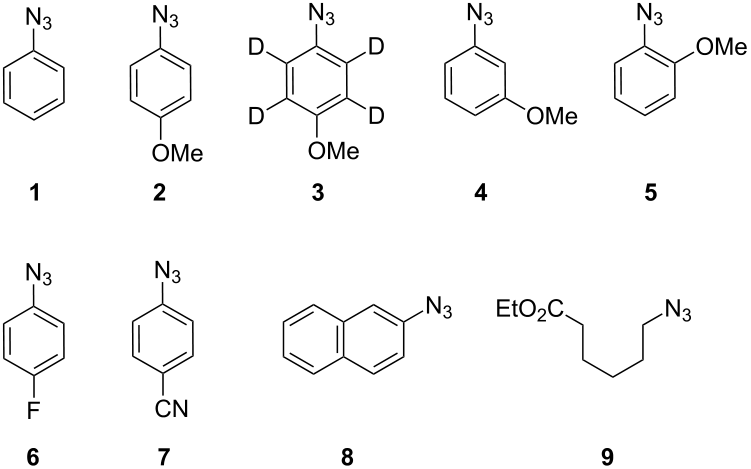 N3 N3 N3 N3 N3
D D OMe
D D OMe
OMe OMe
1 2 3 4 5
N3 N3 N3 EtO2C N3
F CN
6 7 8 9